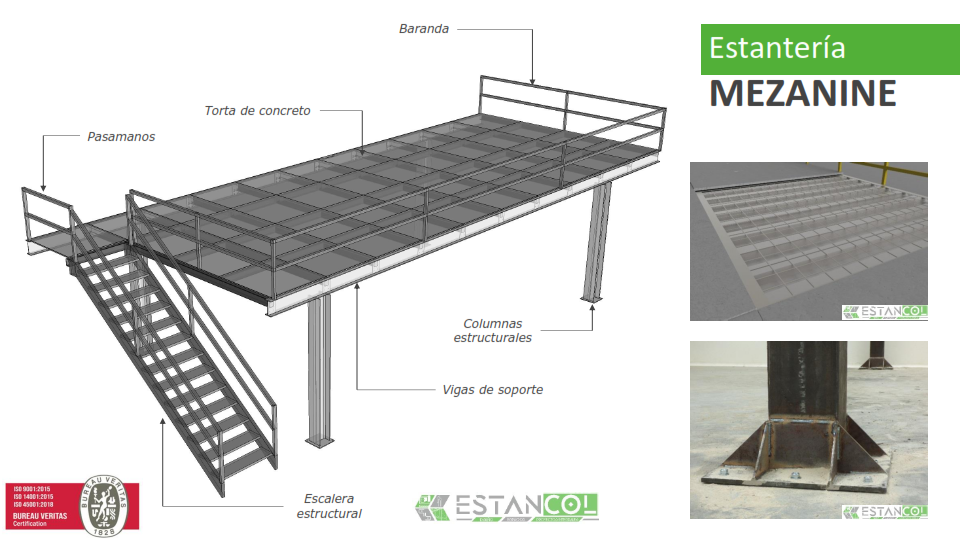 Baranda
Estantería
MEZANINE
Torta de concreto
Pasamanos
Columnas
estructurales
Vigas de soporte
Escalera
estructural
ISO 9001:2015
ISO 14001:2015
ISO 45001:2018
BUREAU VERITAS
Certification
BUREAU VERITAS
1828
ESTANCOL
ESTANCOL
ESTANCOL